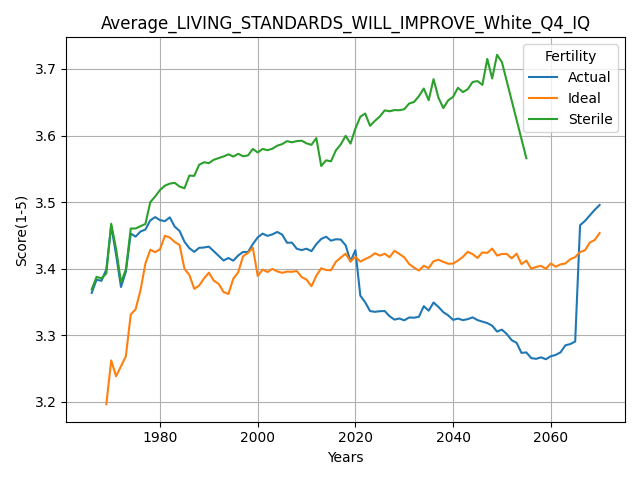 Average_LIVING_STANDARDS_WILL_IMPROVE_White_Q4_IQ
Score(1-5)
3.7
3.6
3.5
3.4
3.3
3.2
Fertility
Actual
Ideal
Sterile
1980 2000 2020 2040 2060
Years